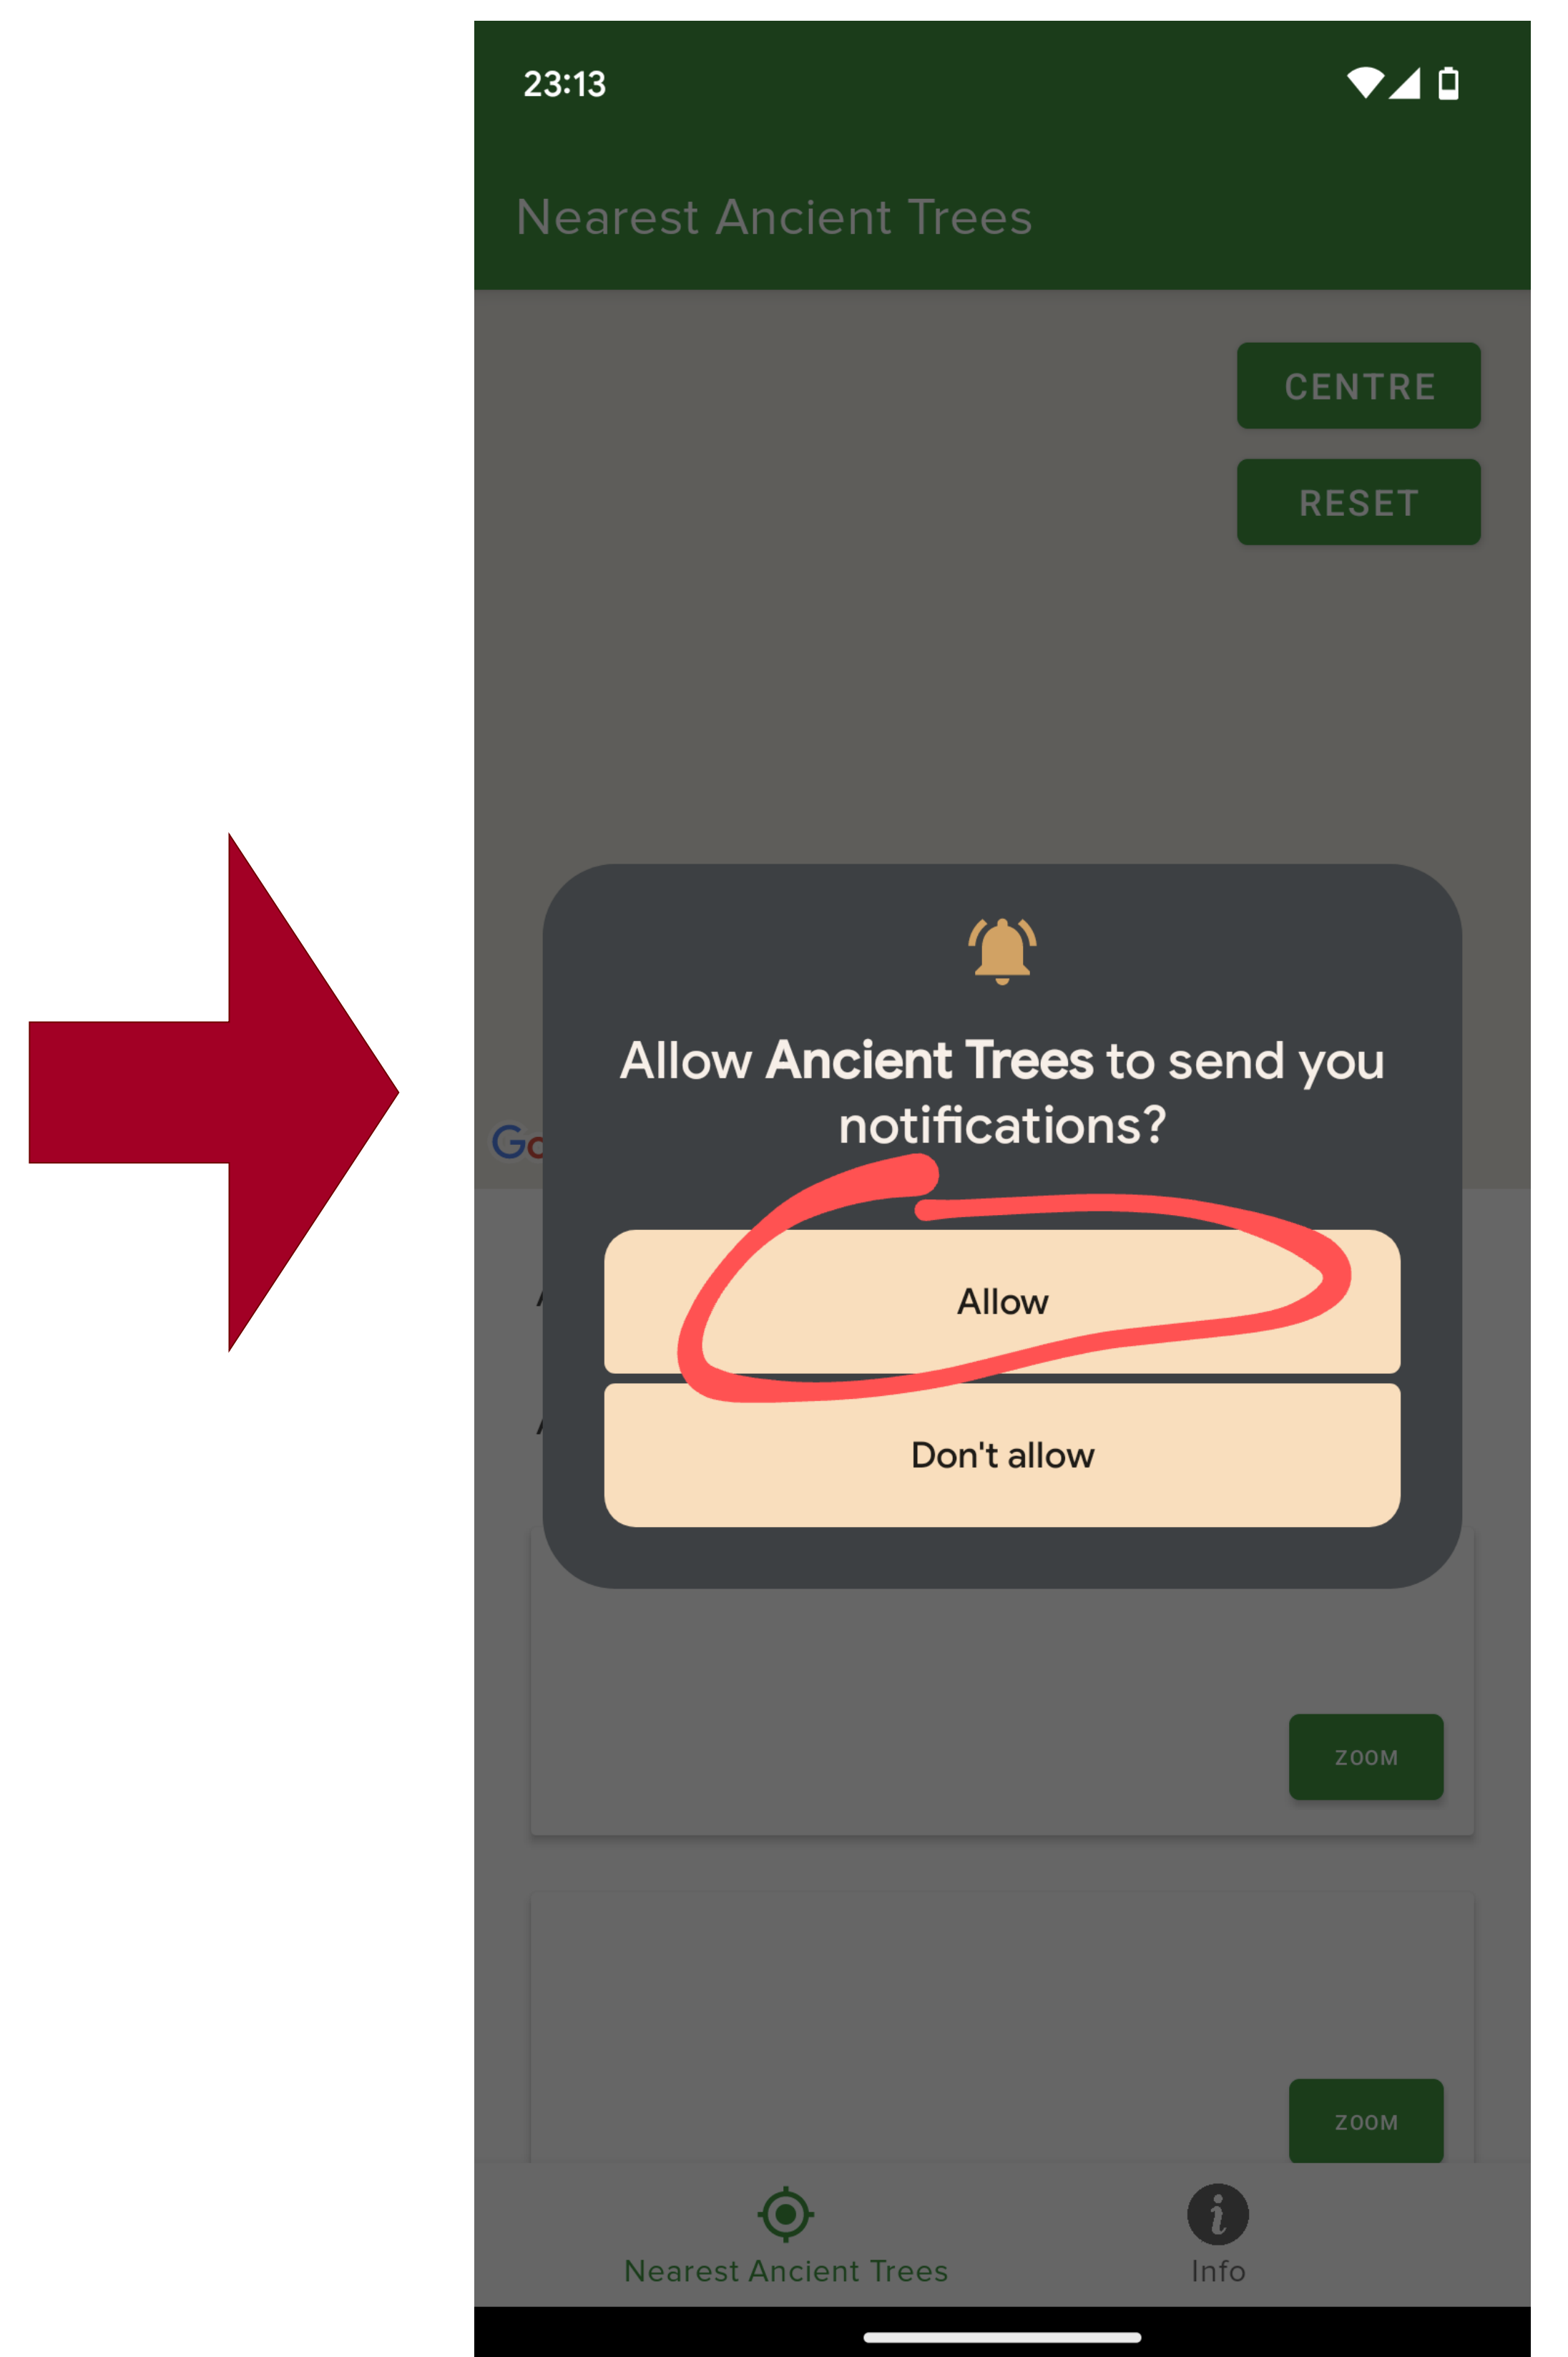 23:13
Nearest Ancient Trees
CENTRE
RESET
Allow Ancient Trees to send you
notifications?
Go
Allow
Don't allow
ZOOM
ZOOM
Nearest Ancient Trees
Info